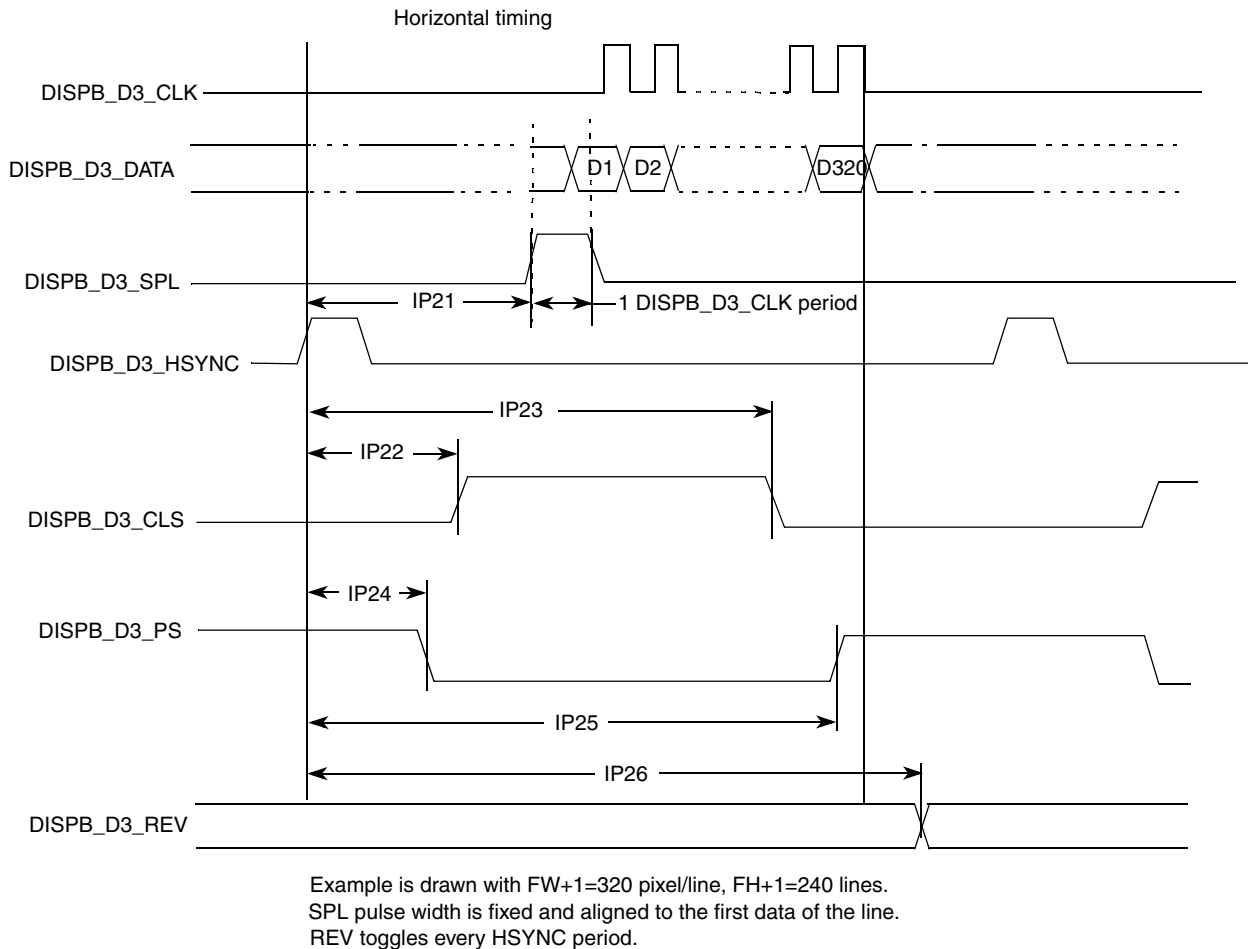 Horizontal timing
DISPB_D3_CLK
DISPB_D3_DATA
D1 D2 D320
DISPB_D3_SPL
IP21
1 DISPB_D3_CLK period
DISPB_D3_HSYNC
IP23
IP22
DISPB_D3_CLS
IP24
DISPB_D3_PS
IP25
IP26
DISPB_D3_REV
Example is drawn with FW+1=320 pixel/line, FH+1=240 lines.
SPL pulse width is fixed and aligned to the first data of the line.
REV toggles every HSYNC period.